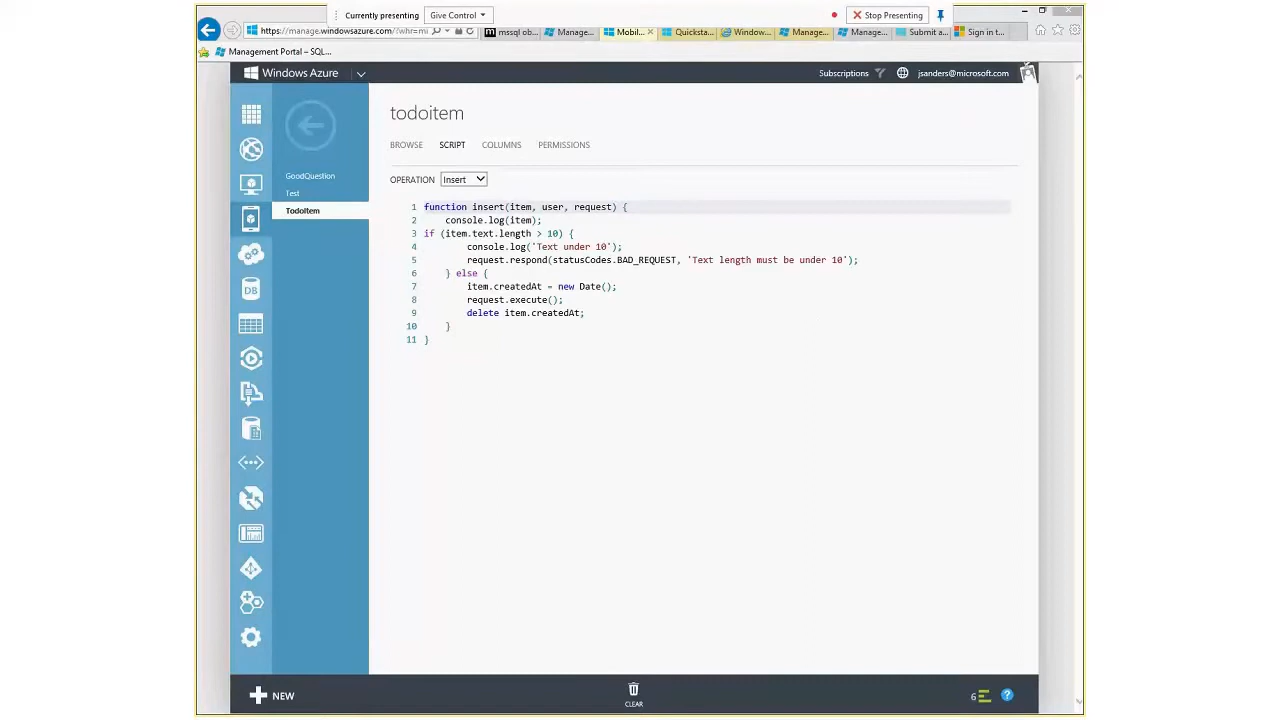 Currently presenting
Give Control
Stop Presenting
https://manage.windowsazure.com/?whr=mi
mssql ob...
Manage...
Mobil...
Quicksta...
Window...
Manage...
Manage...
Submit a...
Sign in t...
Management Portal – SQL...
Windows Azure
Subscriptions
jsanders@microsoft.com
GoodQuestion
Test
TodoItem
DB
todoitem
BROWSE SCRIPT COLUMNS PERMISSIONS
OPERATION Insert
1 function insert(item, user, request) {
2 console.log(item);
3 if (item.text.length > 10) {
4 console.log('Text under 10');
5 request.respond(statusCodes.BAD_REQUEST, 'Text length must be under 10');
6 } else {
7 item.createdAt = new Date();
8 request.execute();
9 delete item.createdAt;
10 }
11 }
NEW
CLEAR
6
?